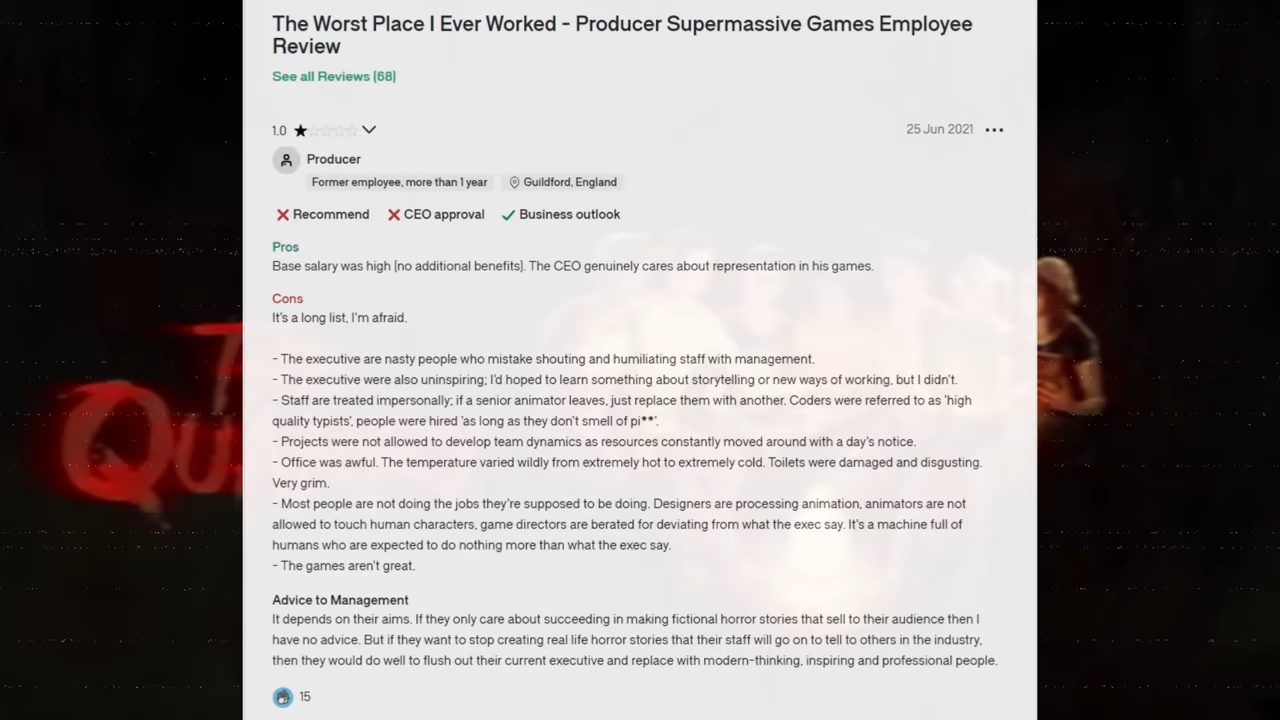 The Worst Place I Ever Worked - Producer Supermassive Games Employee
Review
See all Reviews (68)
1.0
25 Jun 2021
Producer
Former employee, more than 1 year
Guildford, England
Recommend
CEO approval
Business outlook
Pros
Base salary was high (no additional benefits). The CEO genuinely cares about representation in his games.
Cons
It's a long list, I'm afraid.
- The executive are nasty people who mistake shouting and humiliating staff with management.
- The executive were also uninspiring; I'd hoped to learn something about storytelling or new ways of working, but I didn't.
- Staff are treated impersonally; if a senior animator leaves, just replace them with another. Coders were referred to as 'high
quality typists', people were hired 'as long as they don't smell of pi**'.
- Projects were not allowed to develop team dynamics as resources constantly moved around with a day's notice.
- Office was awful. The temperature varied wildly from extremely hot to extremely cold. Toilets were damaged and disgusting.
Very grim.
- Most people are not doing the jobs they're supposed to be doing. Designers are processing animation, animators are not
allowed to touch human characters, game directors are berated for deviating from what the exec say. It's a machine full of
humans who are expected to do nothing more than what the exec say.
- The games aren't great.
Advice to Management
It depends on their aims. If they only care about succeeding in making fictional horror stories that sell to their audience then I
have no advice. But if they want to stop creating real life horror stories that their staff will go on to tell to others in the industry,
then they would do well to flush out their current executive and replace with modern-thinking, inspiring and professional people.
15